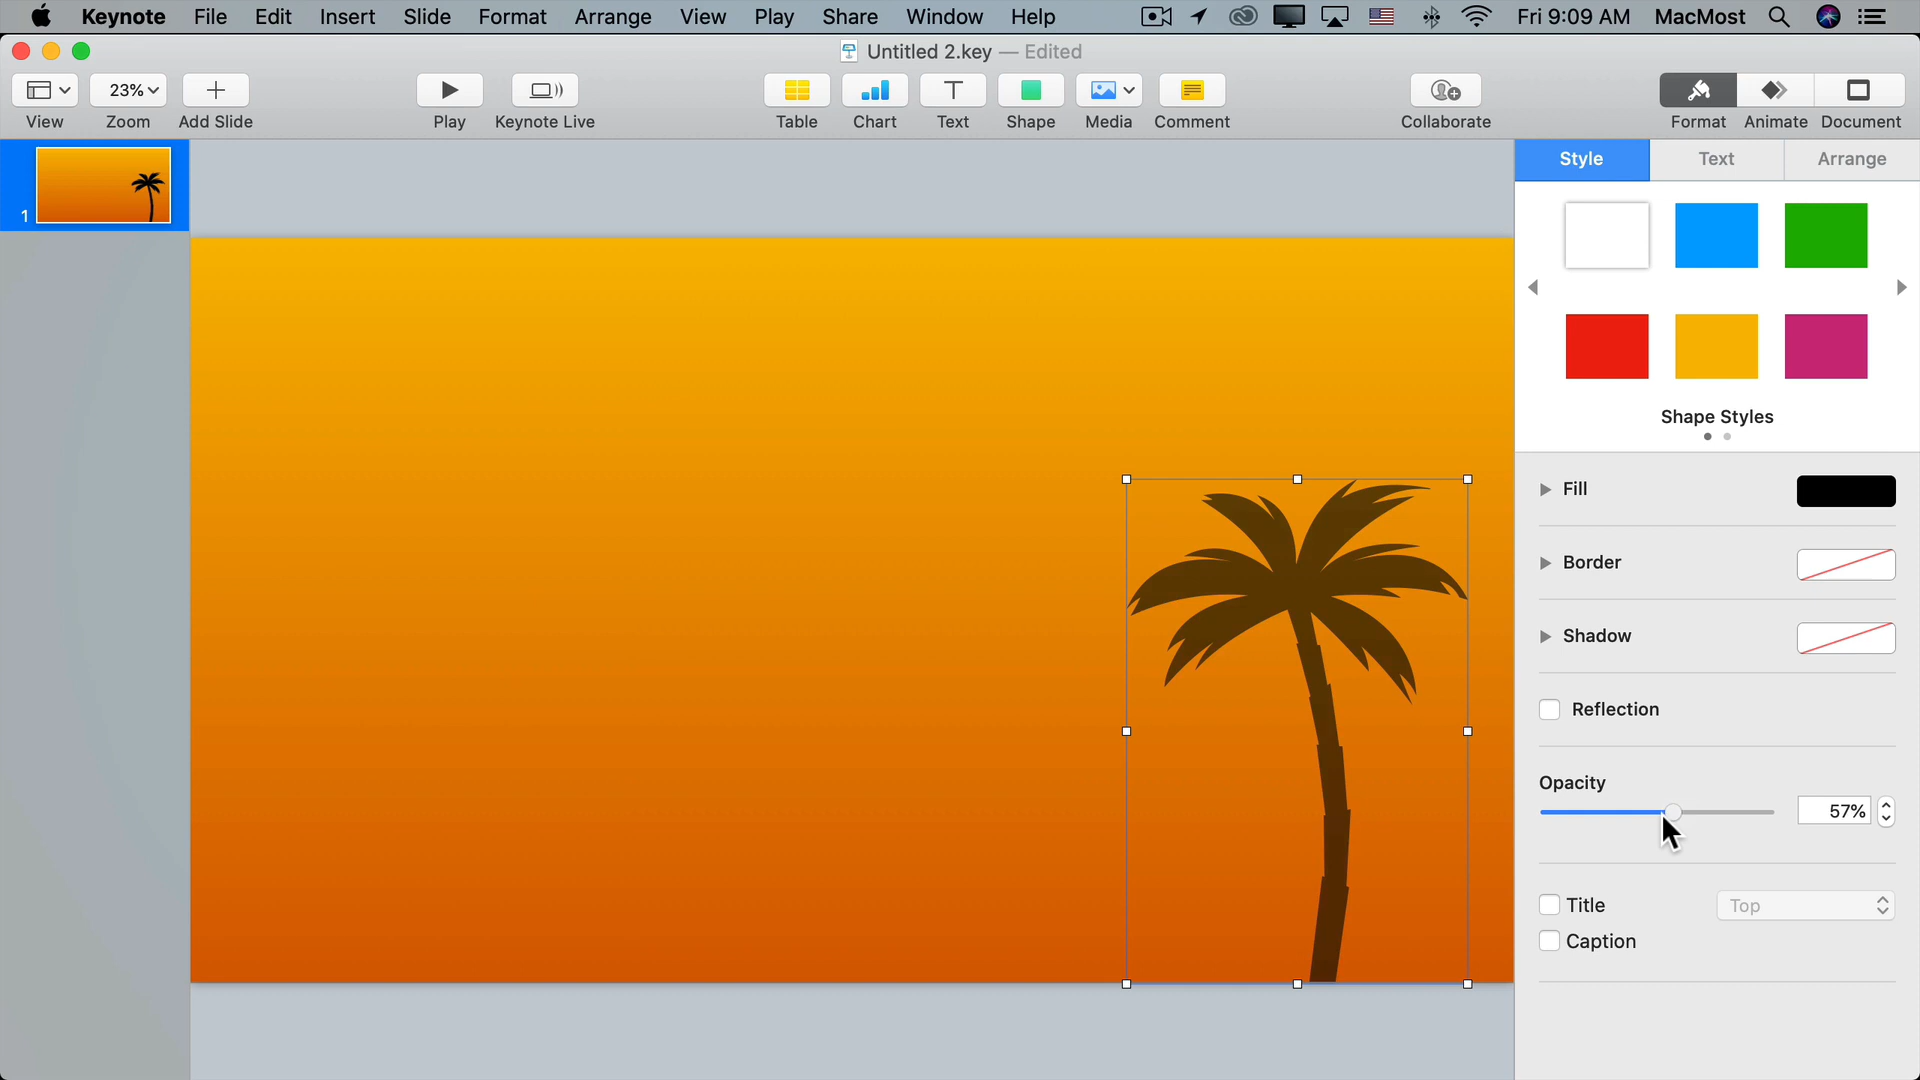 Keynote File Edit Insert Slide Format Arrange View Play Share Window Help Fri 9:09 AM MacMost
Untitled 2.key — Edited
23%
View Zoom Add Slide Play Keynote Live Table Chart Text Shape Media Comment Collaborate Format Animate Document
1
Style Text Arrange
Shape Styles
Fill
Border
Shadow
Reflection
Opacity
57%
Title Top
Caption